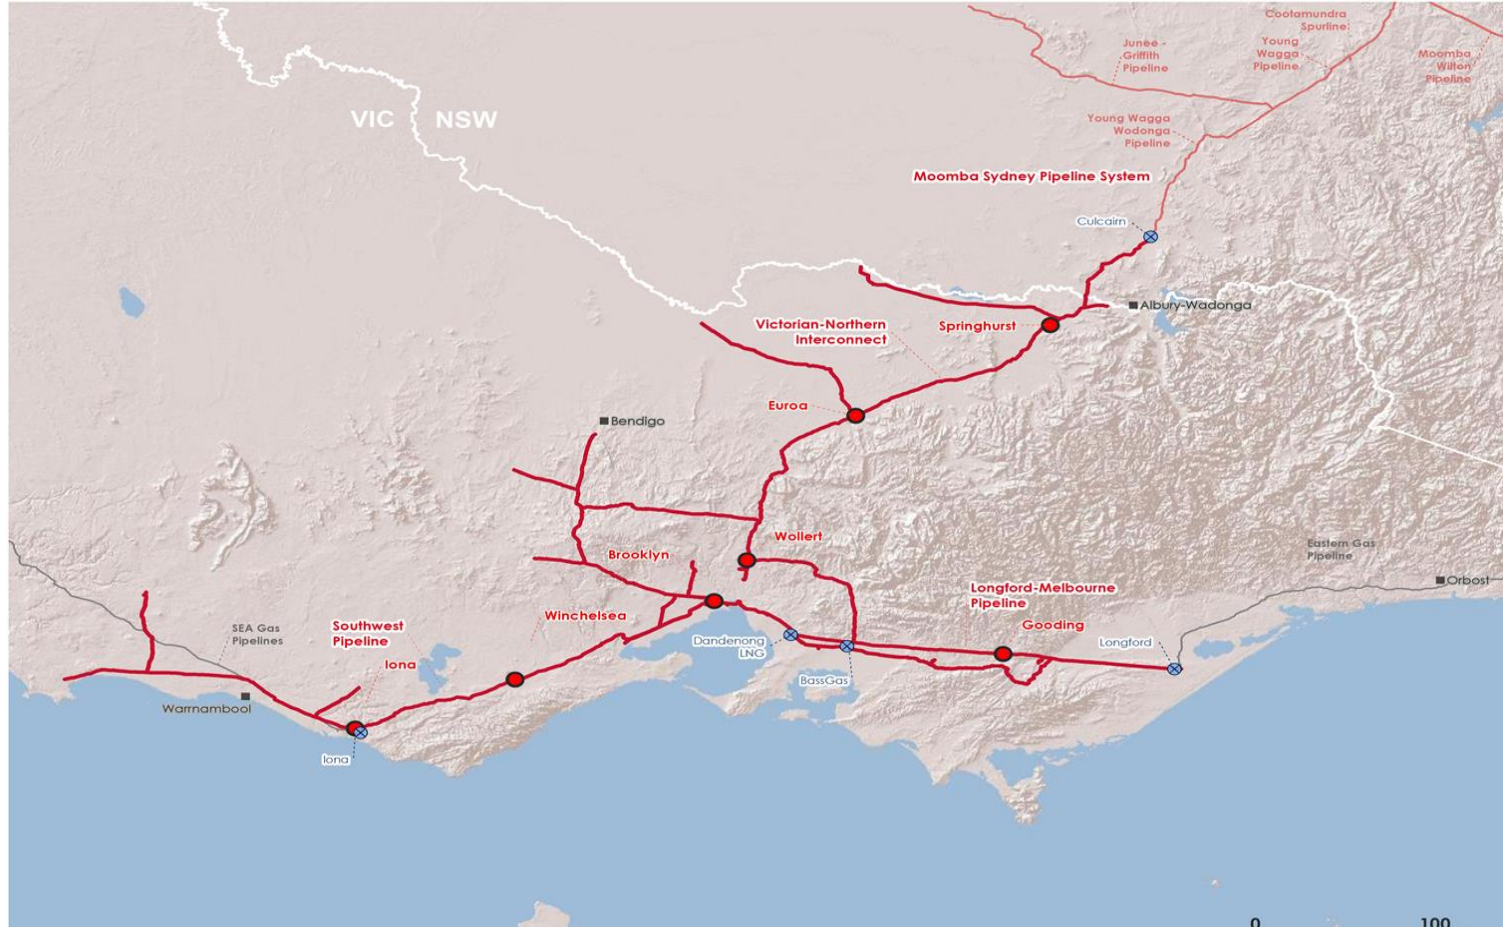 Cootamundra
Spurline
Junee -
Griffith
Pipeline
Young
Wagga
Pipeline
Moomba
Wilton
Pipeline
VIC
NSW
Young Wagga
Wodonga
Pipeline
Moomba Sydney Pipeline System
Culcairn
Albury-Wadonga
Victorian-Northern
Interconnect
Springhurst
Euroa
Bendigo
Wollert
Brooklyn
Eastern Gas
Pipeline
Orbost
Longford-Melbourne
Pipeline
Winchelsea
Gooding
SEA Gas
Pipelines
Southwest
Pipeline
Dandenong
LNG
Longford
Iona
BassGas
Warrnambool
Iona
0
100